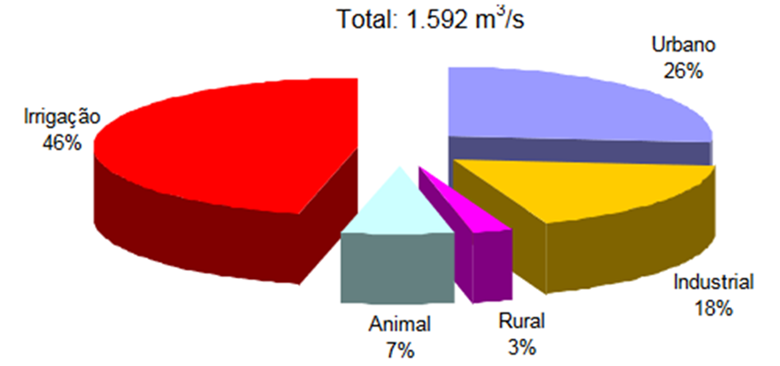 Total: 1.592 m³/s
Urbano
26%
Irrigação
46%
Industrial
18%
Animal
7%
Rural
3%